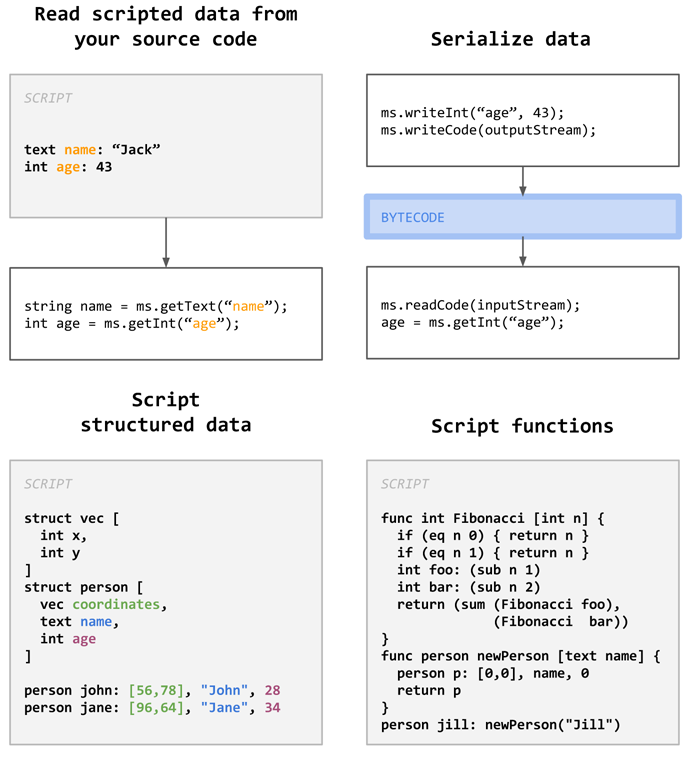 Read scripted data from
your source code
SCRIPT
text name: “Jack”
int age: 43
string name = ms.getText(“name”);
int age = ms.getInt(“age”);
Serialize data
ms.writeInt(“age”, 43);
ms.writeCode(outputStream);
BYTECODE
ms.readCode(inputStream);
age = ms.getInt(“age”);
Script
structured data
SCRIPT
struct vec [
  int x,
  int y
]
struct person [
  vec coordinates,
  text name,
  int age
]
person john: [56,78], "John", 28
person jane: [96,64], "Jane", 34
Script functions
SCRIPT
func int Fibonacci [int n] {
  if (eq n 0) { return n }
  if (eq n 1) { return n }
  int foo: (sub n 1)
  int bar: (sub n 2)
  return (sum (Fibonacci foo),
              (Fibonacci  bar))
}
func person newPerson [text name] {
  person p: [0,0], name, 0
  return p
}
person jill: newPerson("Jill")